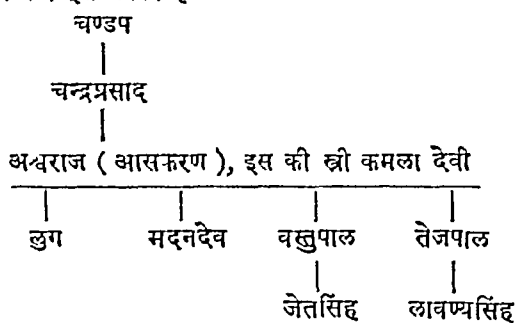 चण्डप
चन्द्रप्रसाद
अश्वराज ( आसकरण ), इस की स्त्री कमला देवी
लुग मदनदेव वस्तुपाल तेजपाल
जेतसिंह लावण्यसिंह